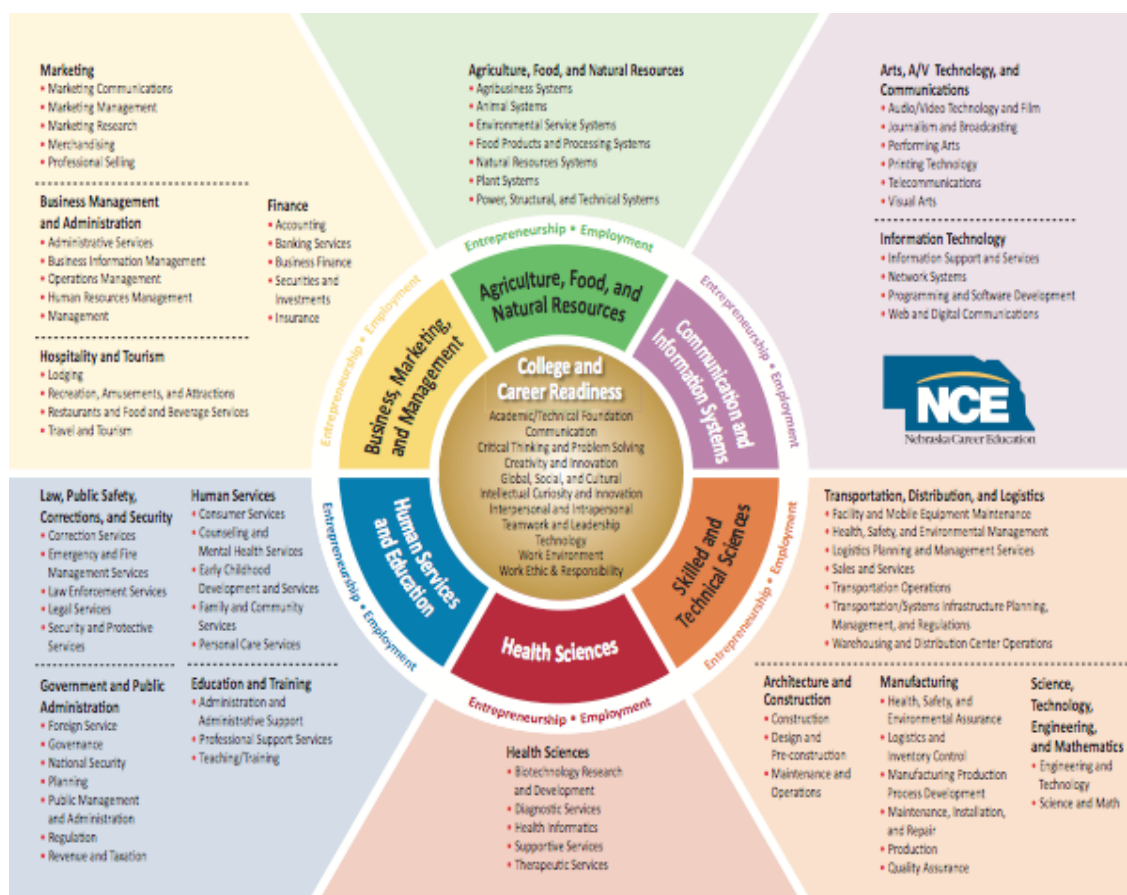 Marketing
• Marketing Communications
• Marketing Management
• Marketing Research
• Merchandising
• Professional Selling
Business Management
and Administration
• Administrative Services
• Business Information Management
• Operations Management
• Human Resources Management
• Management
Finance
• Accounting
• Banking Services
• Business Finance
• Securities and
Investments
• Insurance
Hospitality and Tourism
• Lodging
• Recreation, Amusements, and Attractions
• Restaurants and Food and Beverage Services
• Travel and Tourism
Agriculture, Food, and Natural Resources
• Agribusiness Systems
• Animal Systems
• Environmental Service Systems
• Food Products and Processing Systems
• Natural Resources Systems
• Plant Systems
• Power, Structural, and Technical Systems
Arts, A/V Technology, and
Communications
• Audio/Video Technology and Film
• Journalism and Broadcasting
• Performing Arts
• Printing Technology
• Telecommunications
• Visual Arts
Information Technology
• Information Support and Services
• Network Systems
• Programming and Software Development
• Web and Digital Communications
NCE
Nebraska Career Education
Entrepreneurship • Employment
Agriculture, Food, and
Natural Resources
Entrepreneurship • Employment
Communication and
Information Systems
Entrepreneurship • Employment
Skilled and
Technical Sciences
Entrepreneurship • Employment
Health Sciences
Entrepreneurship • Employment
Human Services
and Education
Entrepreneurship • Employment
Business, Marketing,
and Management
College and
Career Readiness
Academic/Technical Foundation
Communication
Critical Thinking and Problem Solving
Creativity and Innovation
Global, Social, and Cultural
Intellectual Curiosity and Innovation
Interpersonal and Intrapersonal
Teamwork and Leadership
Technology
Work Environment
Work Ethic & Responsibility
Law, Public Safety,
Corrections, and Security
• Correction Services
• Emergency and Fire
Management Services
• Law Enforcement Services
• Legal Services
• Security and Protective
Services
Human Services
• Consumer Services
• Counseling and
Mental Health Services
• Early Childhood
Development and Services
• Family and Community
Services
• Personal Care Services
Government and Public
Administration
• Foreign Service
• Governance
• National Security
• Planning
• Public Management
and Administration
• Regulation
• Revenue and Taxation
Education and Training
• Administration and
Administrative Support
• Professional Support Services
• Teaching/Training
Health Sciences
• Biotechnology Research
and Development
• Diagnostic Services
• Health Informatics
• Supportive Services
• Therapeutic Services
Transportation, Distribution, and Logistics
• Facility and Mobile Equipment Maintenance
• Health, Safety, and Environmental Management
• Logistics Planning and Management Services
• Sales and Services
• Transportation Operations
• Transportation/Systems Infrastructure Planning,
Management, and Regulations
• Warehousing and Distribution Center Operations
Architecture and
Construction
• Construction
• Design and
Pre-construction
• Maintenance and
Operations
Manufacturing
• Health, Safety, and
Environmental Assurance
• Logistics and
Inventory Control
• Manufacturing Production
Process Development
• Maintenance, Installation,
and Repair
• Production
• Quality Assurance
Science,
Technology,
Engineering,
and Mathematics
• Engineering and
Technology
• Science and Math